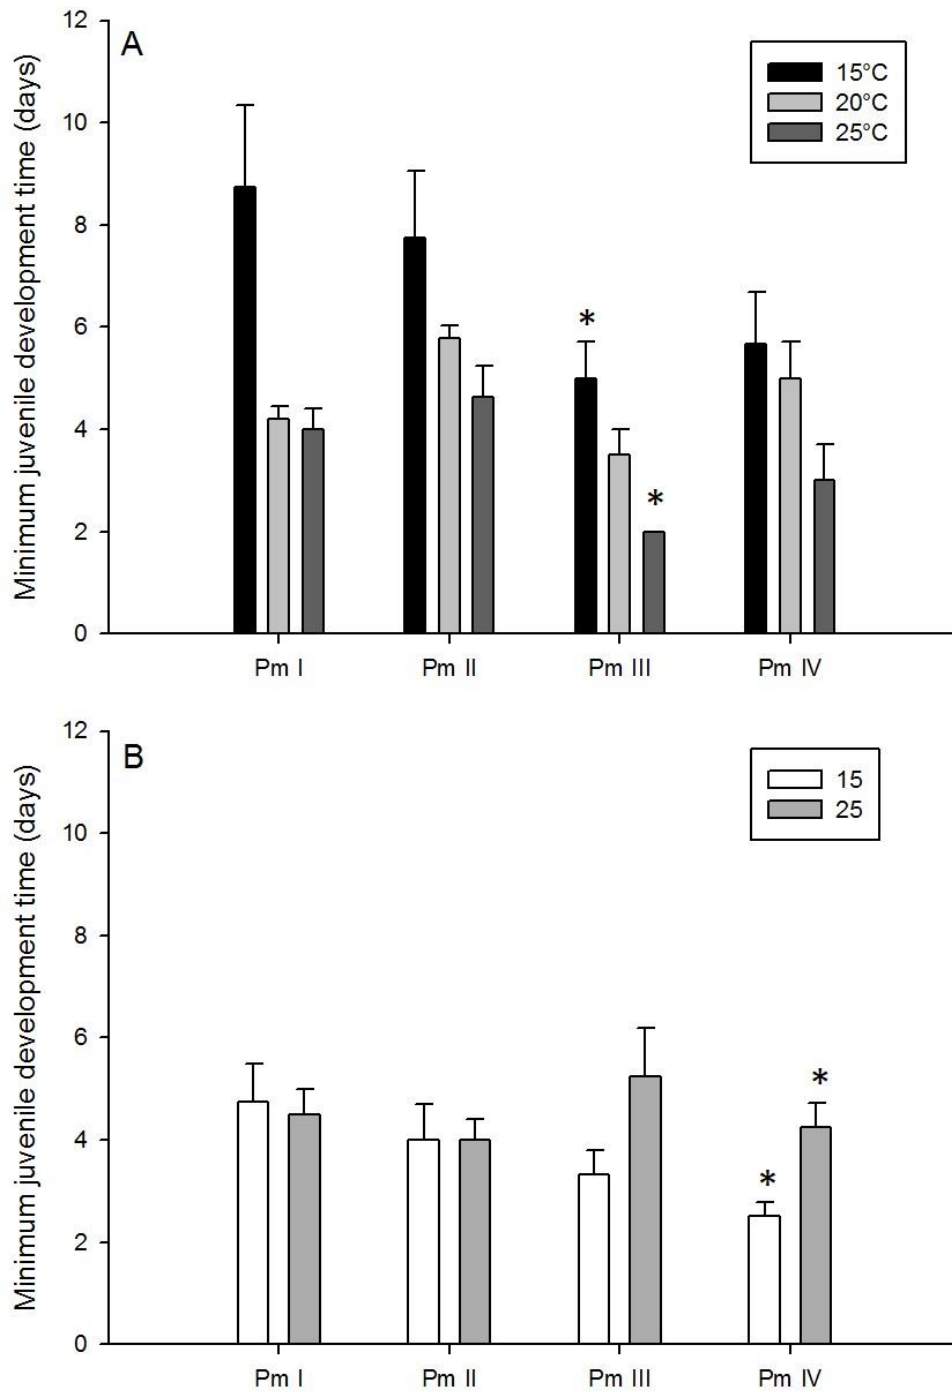 A
Minimum juvenile development time (days)
12
10
8
6
4
2
0
15°C
20°C
25°C
*
*
Pm I
Pm II
Pm III
Pm IV
B
Minimum juvenile development time (days)
12
10
8
6
4
2
0
15
25
*
*
Pm I
Pm II
Pm III
Pm IV